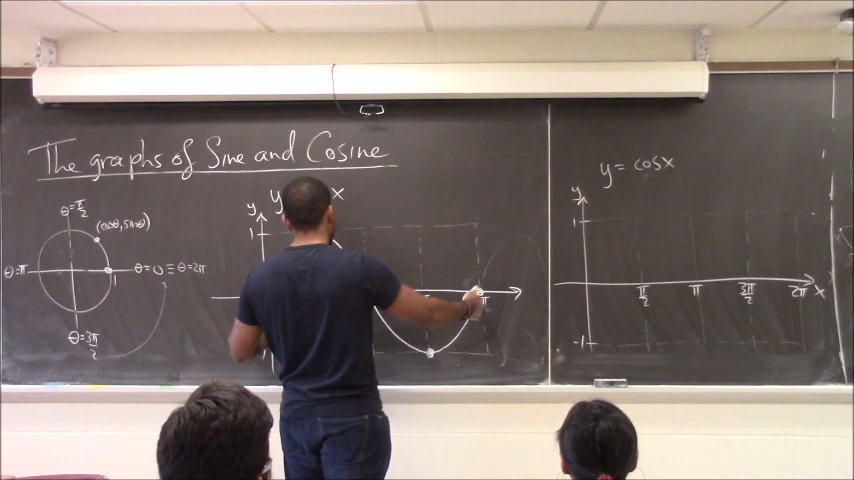 The graphs of Sine and Cosine
θ=π/2
(cosθ, sinθ)
θ=π
θ=0≡θ=2π
1
θ=3π/2
y
x
y
1
π
y=cosx
y
1
π/2
π
3π/2
2π
x
-1